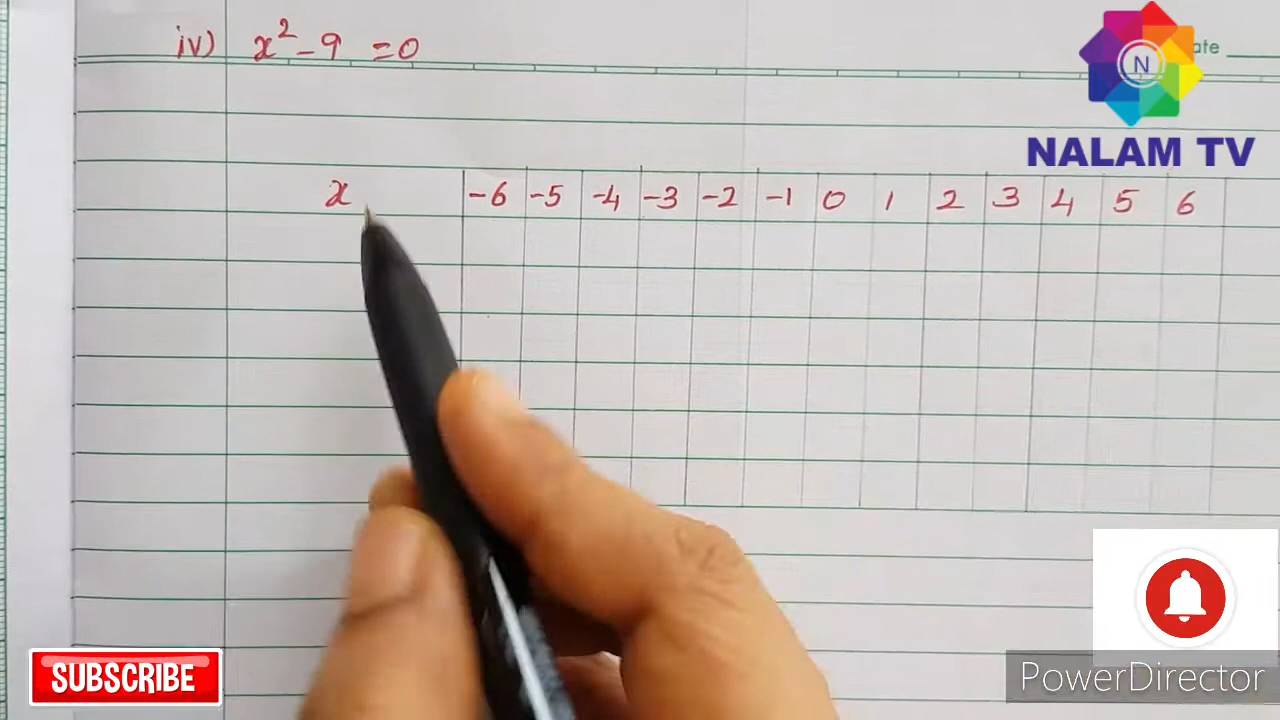 iv) x² - 9 = 0
ate
N
NALAM TV
x -6 -5 -4 -3 -2 -1 0 1 2 3 4 5 6
SUBSCRIBE
PowerDirector